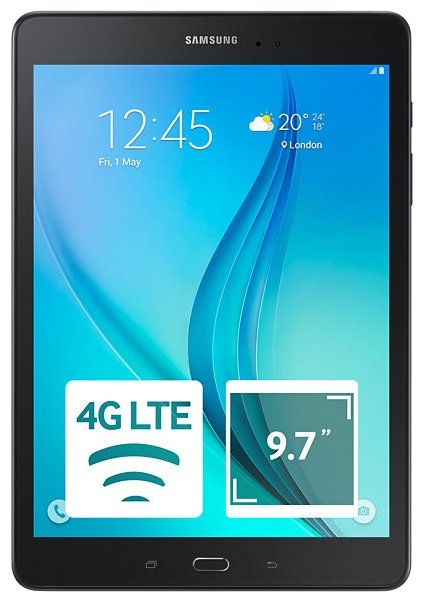 SAMSUNG
12:45
20° 24°
18°
Fri, 1 May
London
4G LTE
9.7”